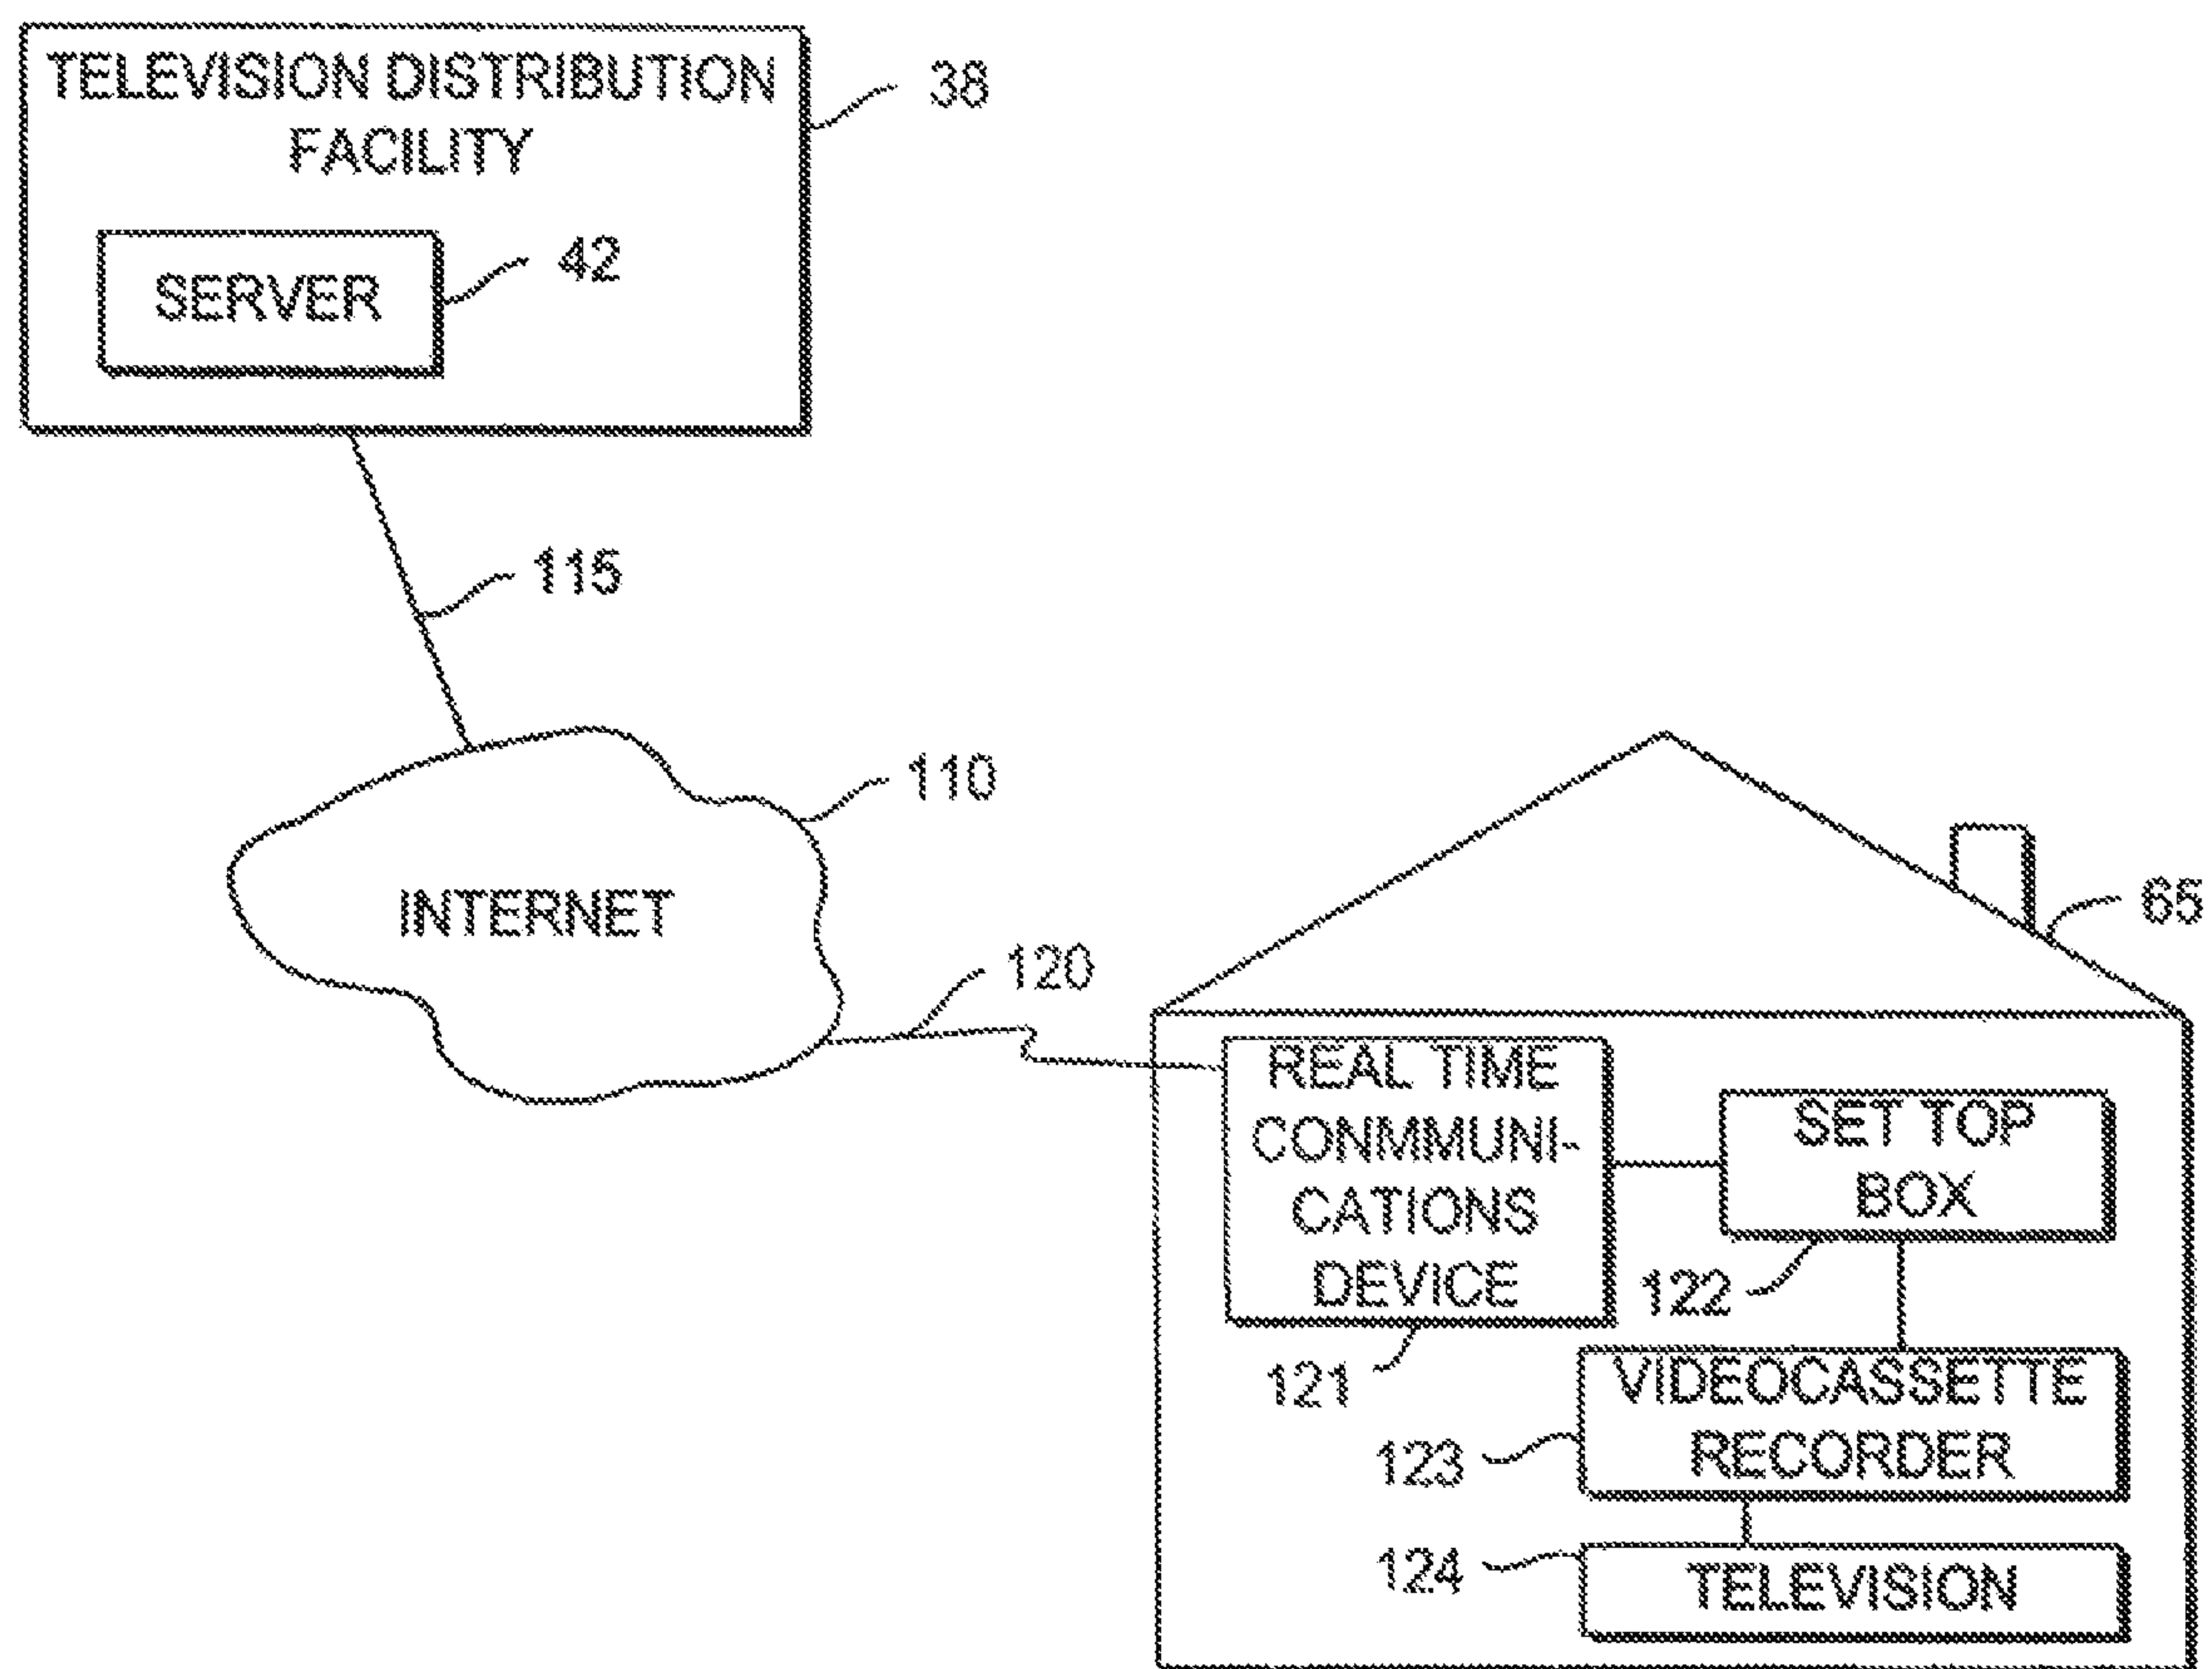 TELEVISION DISTRIBUTION
FACILITY
38
SERVER
42
115
110
INTERNET
120
65
REAL TIME
CONMMUNI-
CATIONS
DEVICE
121
SET TOP
BOX
122
VIDEOCASSETTE
RECORDER
123
TELEVISION
124